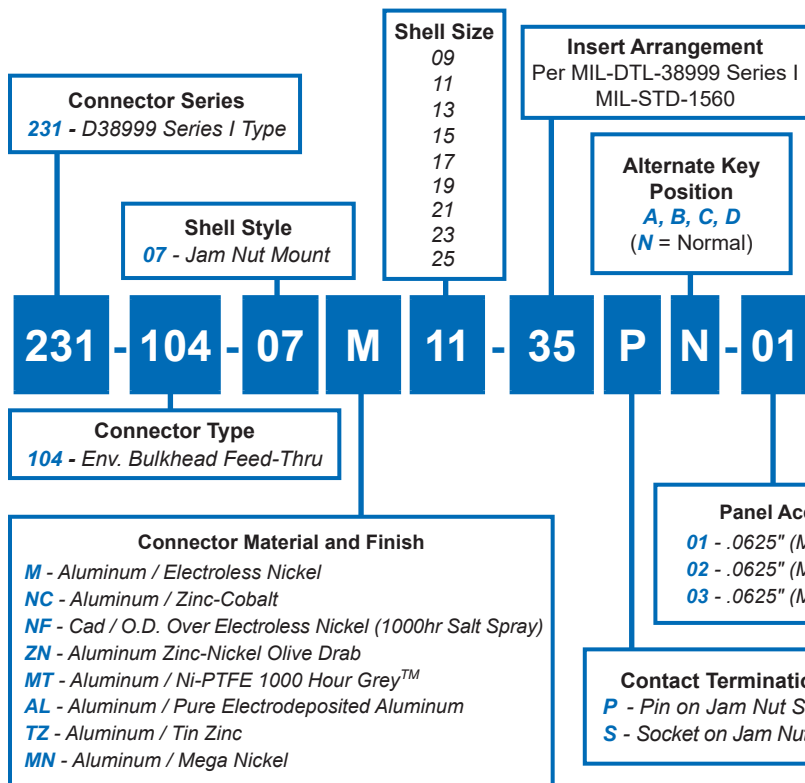 Connector Series
231 - D38999 Series I Type
Shell Style
07 - Jam Nut Mount
Shell Size
09
11
13
15
17
19
21
23
25
Insert Arrangement
Per MIL-DTL-38999 Series I
MIL-STD-1560
Alternate Key
Position
A, B, C, D
(N = Normal)
231 - 104 - 07 M 11 - 35 P N - 01
Connector Type
104 - Env. Bulkhead Feed-Thru
Connector Material and Finish
M - Aluminum / Electroless Nickel
NC - Aluminum / Zinc-Cobalt
NF - Cad / O.D. Over Electroless Nickel (1000hr Salt Spray)
ZN - Aluminum Zinc-Nickel Olive Drab
MT - Aluminum / Ni-PTFE 1000 Hour Grey™
AL - Aluminum / Pure Electrodeposited Aluminum
TZ - Aluminum / Tin Zinc
MN - Aluminum / Mega Nickel
Panel
01 - .0625"
02 - .0625"
03 - .0625"
Contact
P - Pin on Jam Nut
S - Socket on Jam